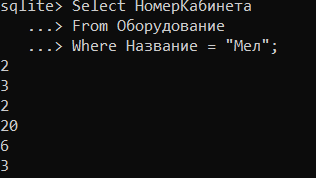 sqlite> Select НомерКабинета
...> From Оборудование
...> Where Название = "Мел";
2
3
2
20
6
3